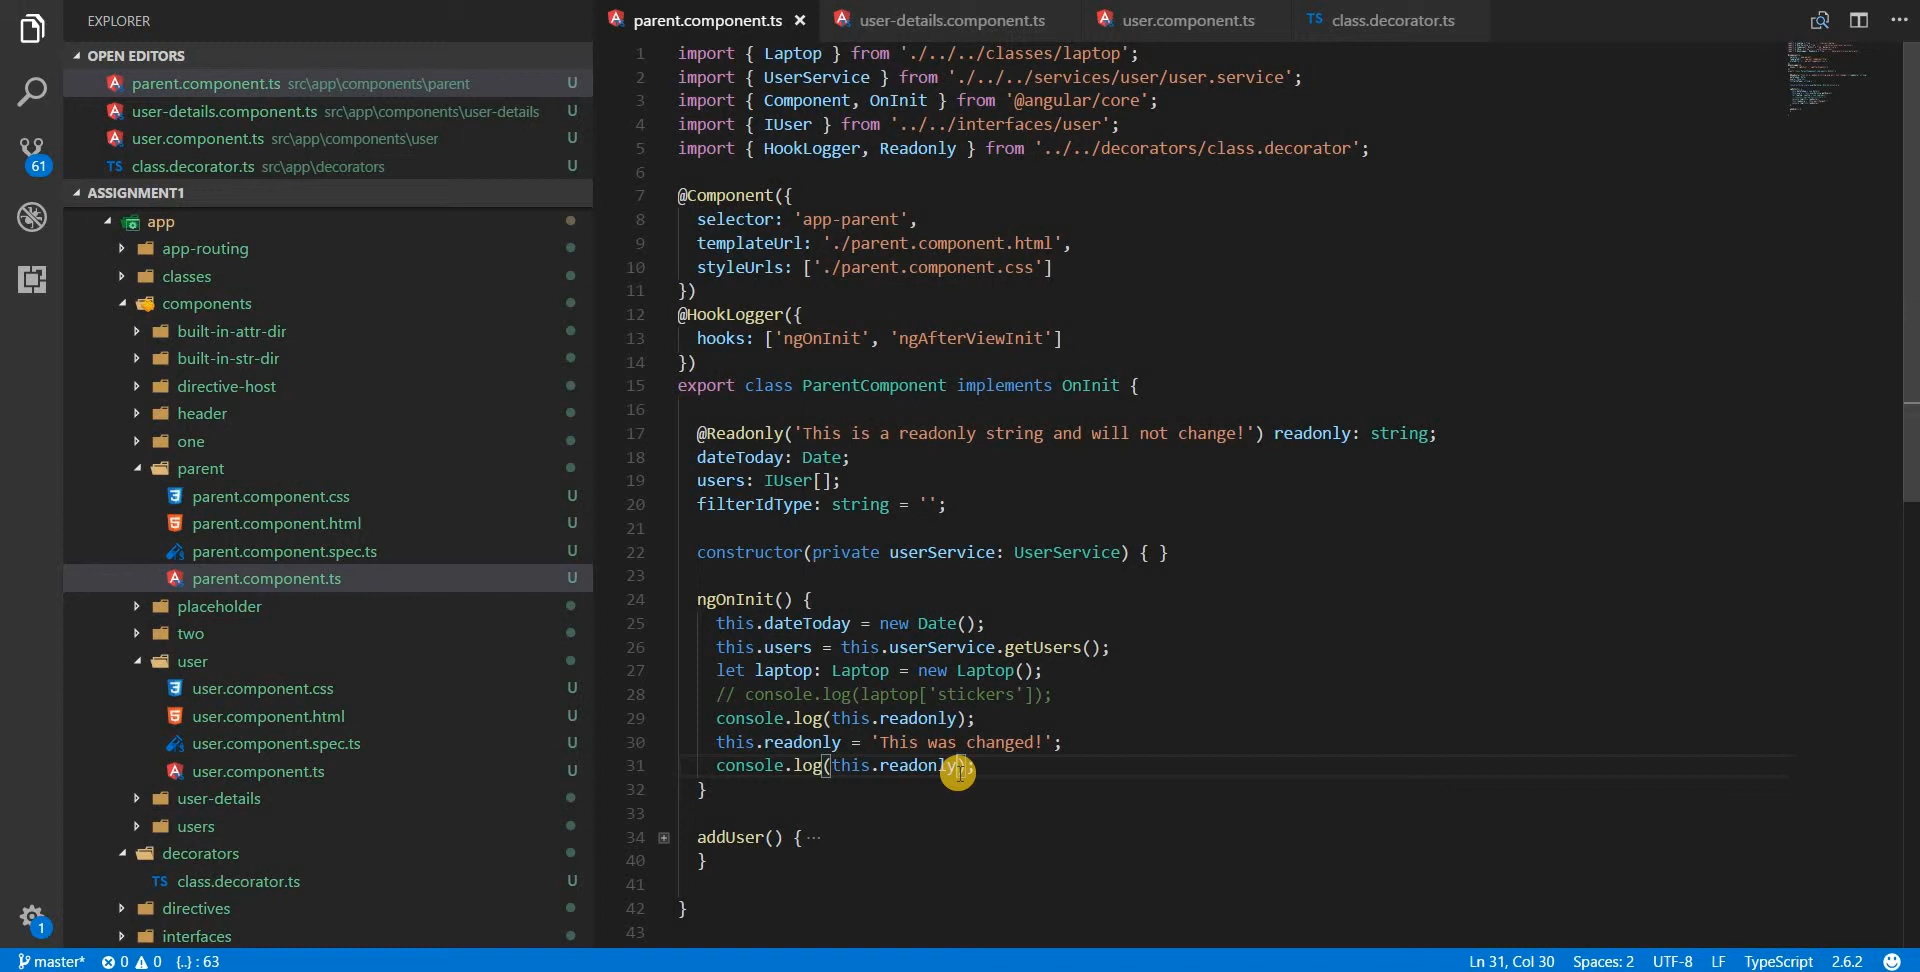 EXPLORER
OPEN EDITORS
parent.component.ts src\app\components\parent U
user-details.component.ts src\app\components\user-details U
user.component.ts src\app\components\user U
TS class.decorator.ts src\app\decorators U
61
ASSIGNMENT1
app
app-routing
classes
components
built-in-attr-dir
built-in-str-dir
directive-host
header
one
parent
parent.component.css U
parent.component.html U
parent.component.spec.ts U
parent.component.ts U
placeholder
two
user
user.component.css U
user.component.html U
user.component.spec.ts U
user.component.ts U
user-details
users
decorators
TS class.decorator.ts U
directives
interfaces
1
parent.component.ts × user-details.component.ts user.component.ts TS class.decorator.ts
1 import { Laptop } from './../../classes/laptop';
2 import { UserService } from './../../services/user/user.service';
3 import { Component, OnInit } from '@angular/core';
4 import { IUser } from '../../interfaces/user';
5 import { HookLogger, Readonly } from '../../decorators/class.decorator';
6
7 @Component({
8 selector: 'app-parent',
9 templateUrl: './parent.component.html',
10 styleUrls: ['./parent.component.css']
11 })
12 @HookLogger({
13 hooks: ['ngOnInit', 'ngAfterViewInit']
14 })
15 export class ParentComponent implements OnInit {
16
17 @Readonly('This is a readonly string and will not change!') readonly: string;
18 dateToday: Date;
19 users: IUser[];
20 filterIdType: string = '';
21
22 constructor(private userService: UserService) { }
23
24 ngOnInit() {
25 this.dateToday = new Date();
26 this.users = this.userService.getUsers();
27 let laptop: Laptop = new Laptop();
28 // console.log(laptop['stickers']);
29 console.log(this.readonly);
30 this.readonly = 'This was changed!';
31 console.log(this.readonly);
32 }
33
34 addUser() { ···
40 }
41
42 }
43
master* 0 0 {..} : 63 Ln 31, Col 30 Spaces: 2 UTF-8 LF TypeScript 2.6.2